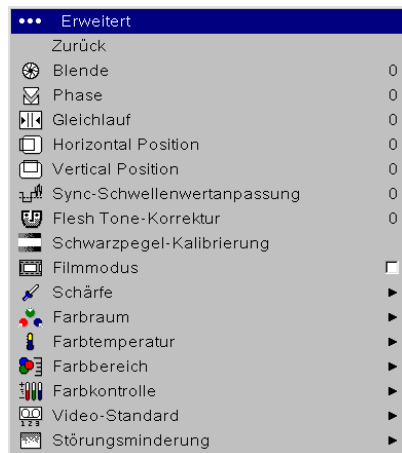 Erweitert
Zurück
Blende 0
Phase 0
Gleichlauf 0
Horizontal Position 0
Vertical Position 0
Sync-Schwellenwertanpassung 0
Flesh Tone-Korrektur 0
Schwarzpegel-Kalibrierung
Filmmodus
Schärfe
Farbraum
Farbtemperatur
Farbbereich
Farbkontrolle
Video-Standard
Störungsminderung